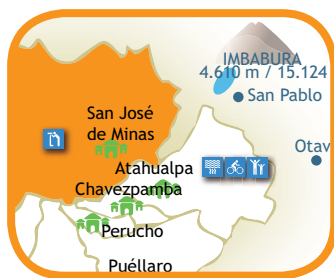 IMBABURA
4.610 m / 15.124
San Pablo
San José
de Minas
Otav
Atahualpa
Chavezpamba
Perucho
Puéllaro